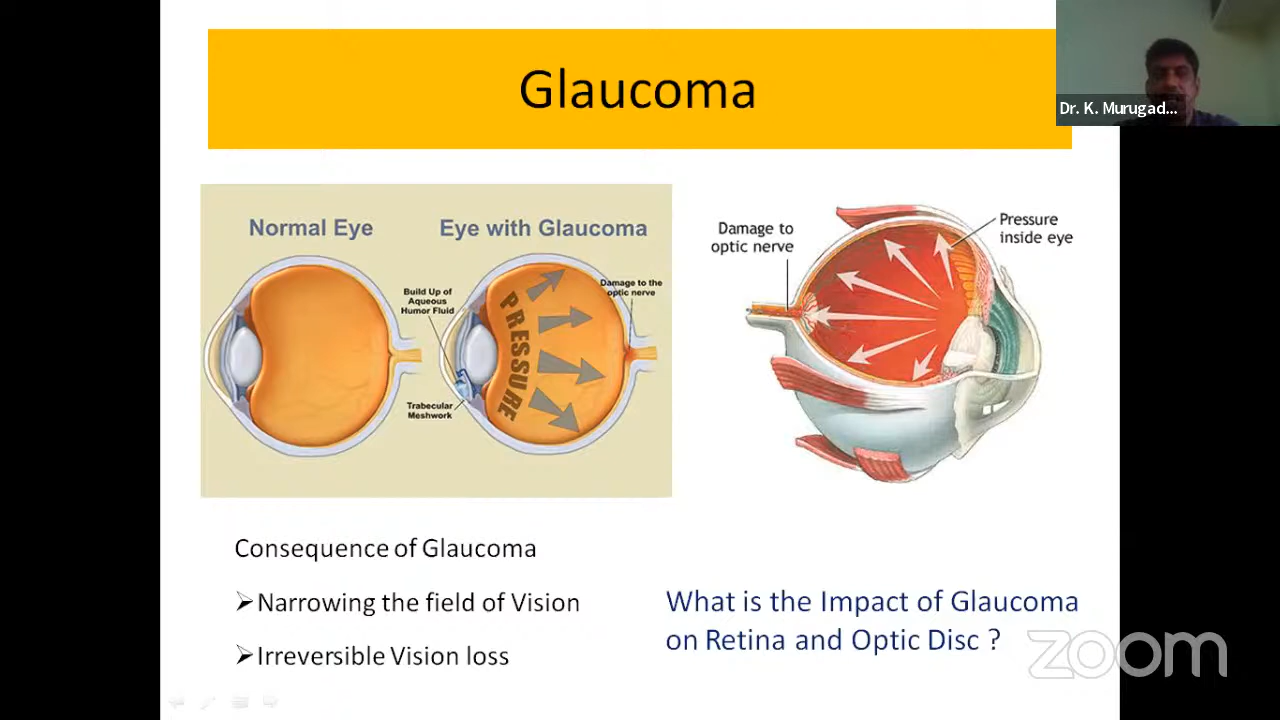 Glaucoma
Dr. K. Murugad...
Normal Eye
Eye with Glaucoma
Build Up of
Aqueous
Humor Fluid
Damage to the
optic nerve
PRESSURE
Trabecular
Meshwork
Damage to
optic nerve
Pressure
inside eye
Consequence of Glaucoma
Narrowing the field of Vision
Irreversible Vision loss
What is the Impact of Glaucoma
on Retina and Optic Disc ?
zoom